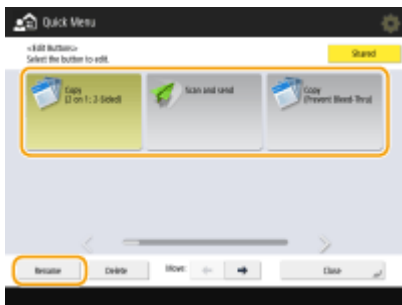 Quick Menu
<Edit Buttons>
Select the button to edit.
Shared
Copy
(2 on 1: 2-Sided)
Scan and send
Copy
(Prevent Bleed-Thru)
Rename
Delete
Move:
Close